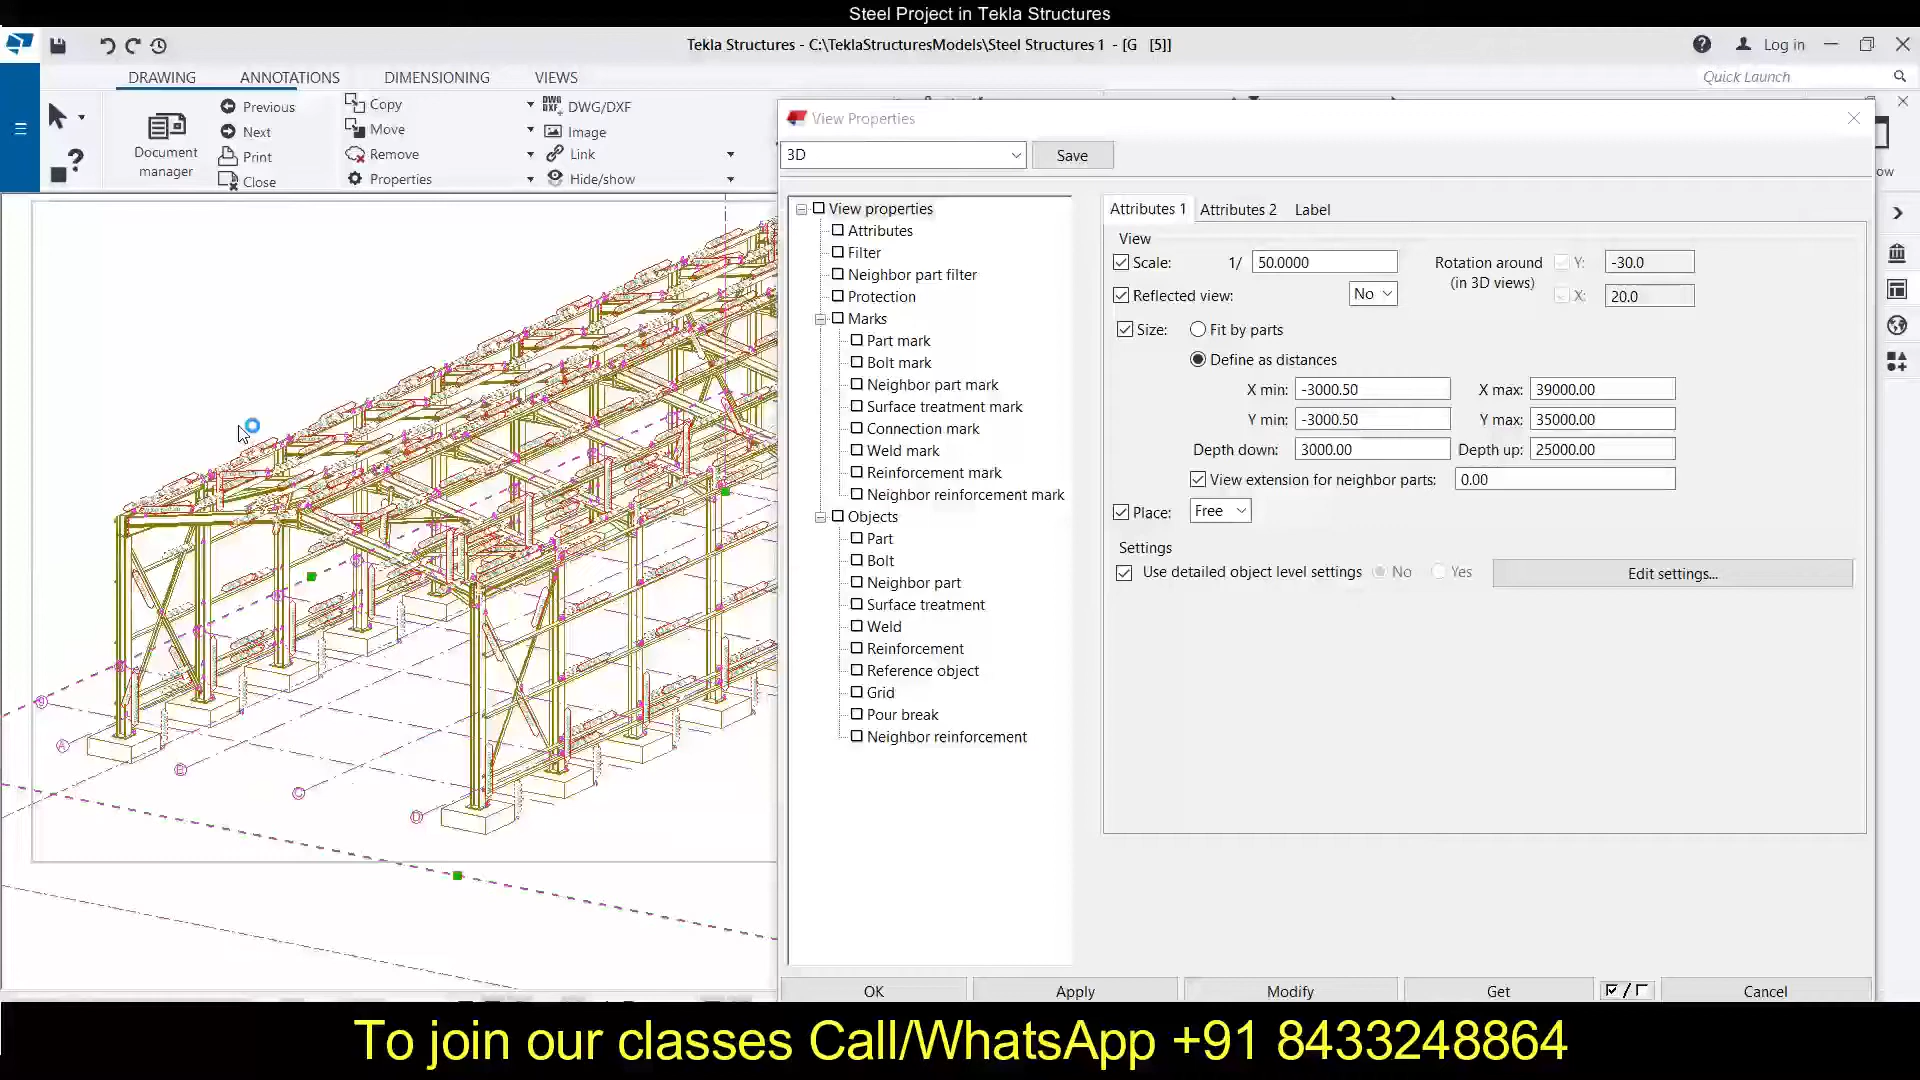 Steel Project in Tekla Structures
Tekla Structures - C:\TeklaStructuresModels\Steel Structures 1 - [G   [5]]
Log in
DRAWING
ANNOTATIONS
DIMENSIONING
VIEWS
Quick Launch
Document manager
Previous
Next
Print
Close
Copy
Move
Remove
Properties
DWG/DXF
Image
Link
Hide/show
View Properties
3D
Save
View properties
Attributes
Filter
Neighbor part filter
Protection
Marks
Part mark
Bolt mark
Neighbor part mark
Surface treatment mark
Connection mark
Weld mark
Reinforcement mark
Neighbor reinforcement mark
Objects
Part
Bolt
Neighbor part
Surface treatment
Weld
Reinforcement
Reference object
Grid
Pour break
Neighbor reinforcement
Attributes 1
Attributes 2
Label
View
Scale: 1/ 50.0000
Rotation around (in 3D views)
Y: -30.0
X: 20.0
Reflected view: No
Size: Fit by parts
Define as distances
X min: -3000.50 X max: 39000.00
Y min: -3000.50 Y max: 35000.00
Depth down: 3000.00 Depth up: 25000.00
View extension for neighbor parts: 0.00
Place: Free
Settings
Use detailed object level settings No Yes Edit settings...
A
B
C
D
OK
Apply
Modify
Get
Cancel
To join our classes Call/WhatsApp +91 8433248864